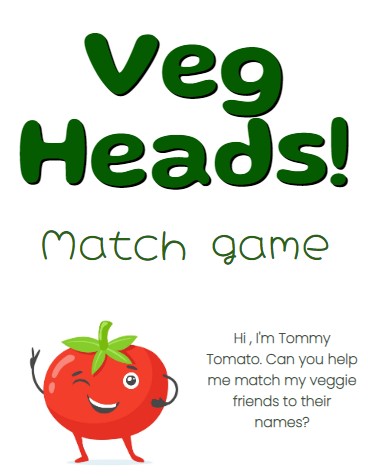 Veg
Heads!
Match game
Hi , I'm Tommy
Tomato. Can you help
me match my veggie
friends to their
names?